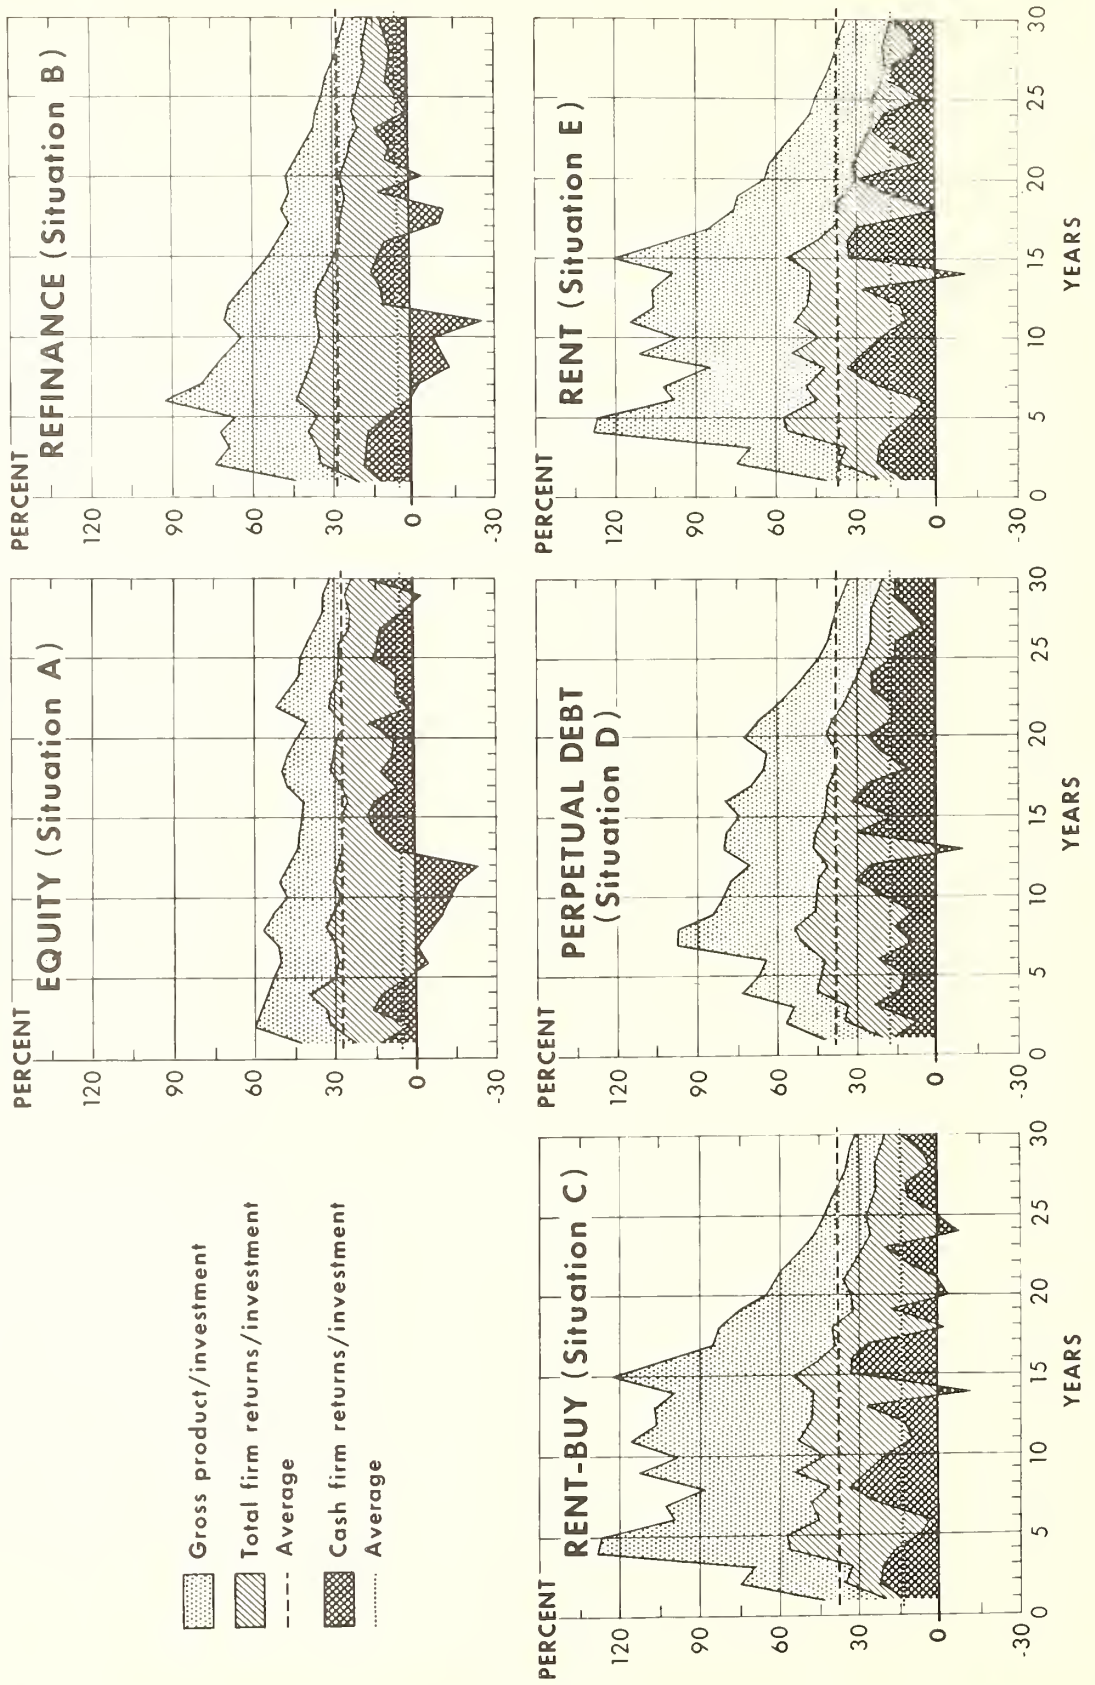 Gross product/investment
Total firm returns/investment
Average
Cash firm returns/investment
Average
PERCENT
EQUITY (Situation A)
120
90
60
30
0
-30
PERCENT
REFINANCE (Situation B)
120
90
60
30
0
-30
PERCENT
RENT-BUY (Situation C)
120
90
60
30
0
-30
0 5 10 15 20 25 30
YEARS
PERCENT
PERPETUAL DEBT
(Situation D)
120
90
60
30
0
-30
0 5 10 15 20 25 30
YEARS
PERCENT
RENT (Situation E)
120
90
60
30
0
-30
0 5 10 15 20 25 30
YEARS